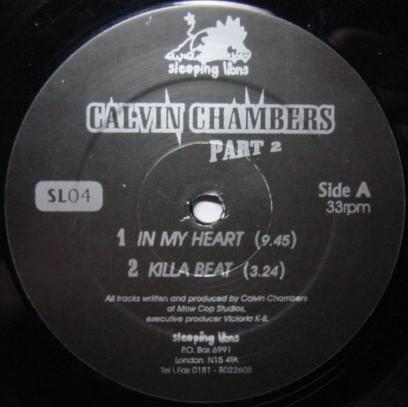 sleeping lions
CALVIN CHAMBERS
PART 2
SL04
Side A
33rpm
1 IN MY HEART (9.45)
2 KILLA BEAT (3.24)
All tracks written and produced by Calvin Chambers
at Mow Cop Studios,
executive producer Victoria K-B.
sleeping lions
P.O. Box 6991
London N15 4TA
Tel \ Fax 0181 - 8022605